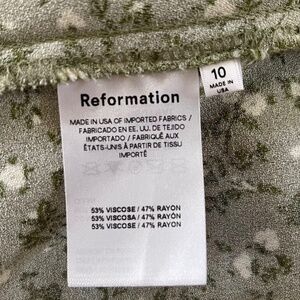 Reformation
10
MADE IN
USA
MADE IN USA OF IMPORTED FABRICS /
FABRICADO EN EE. UU. DE TEJIDO
IMPORTADO / FABRIQUÉ AUX
ÉTATS-UNIS À PARTIR DE TISSU
IMPORTÉ
53% VISCOSE / 47% RAYON
53% VISCOSA / 47% RAYÓN
53% VISCOSE / 47% RAYON